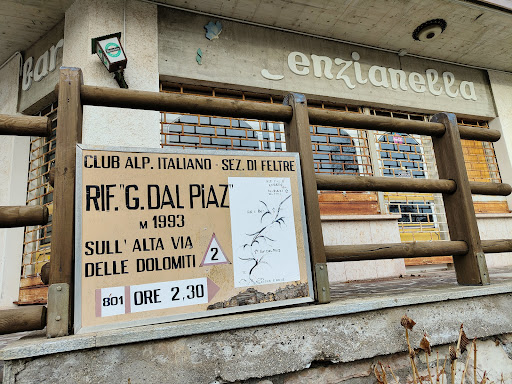 bar
enzianella
CLUB ALP. ITALIANO - SEZ. DI FELTRE
RIF. "G. DAL PIAZ"
M 1993
SULL' ALTA VIA
DELLE DOLOMITI 2
801 ORE 2,30